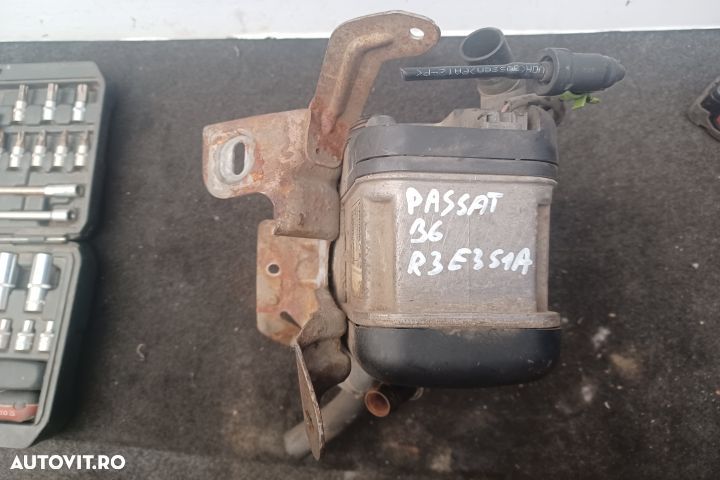 PASSAT
B6
R3E3S1A
AUTOVIT.RO